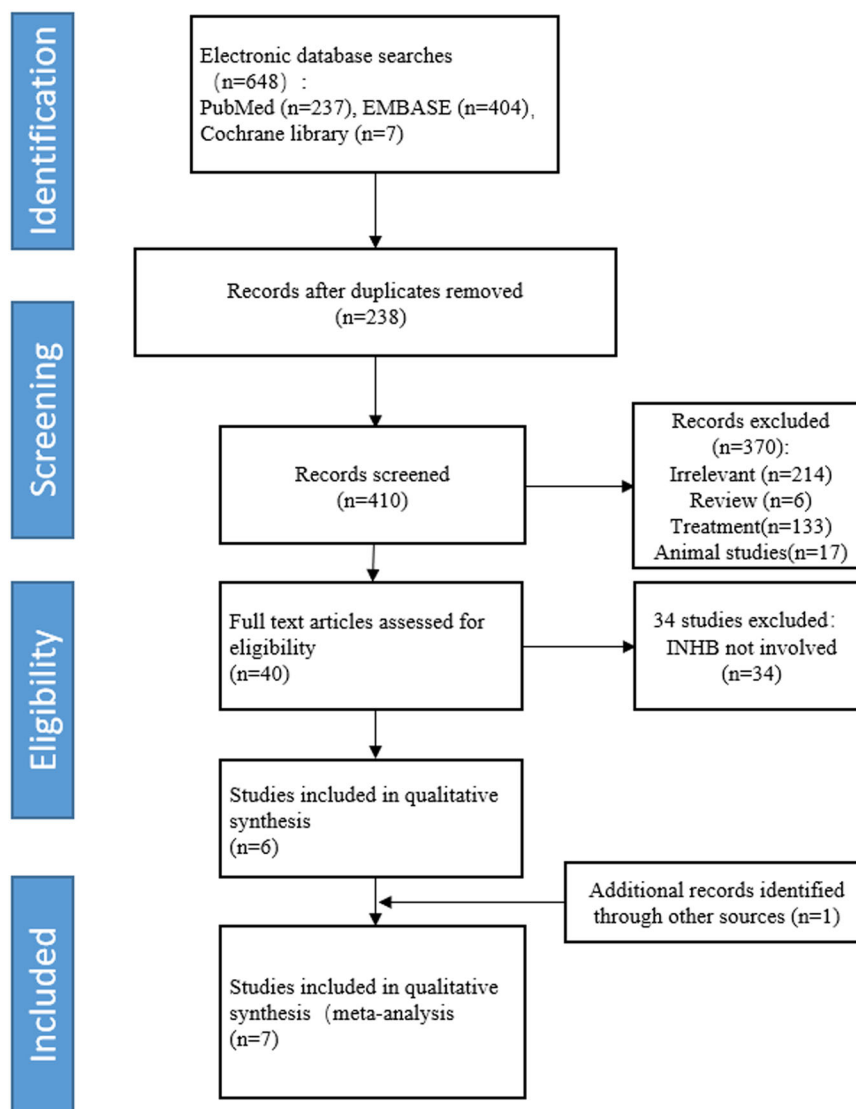 Identification
Electronic database searches
(n=648) :
PubMed (n=237), EMBASE (n=404),
Cochrane library (n=7)
Records after duplicates removed
(n=238)
Screening
Records screened
(n=410)
Records excluded
(n=370):
Irrelevant (n=214)
Review (n=6)
Treatment(n=133)
Animal studies(n=17)
Eligibility
Full text articles assessed for
eligibility
(n=40)
34 studies excluded:
INHB not involved
(n=34)
Studies included in qualitative
synthesis
(n=6)
Additional records identified
through other sources (n=1)
Included
Studies included in qualitative
synthesis (meta-analysis
(n=7)